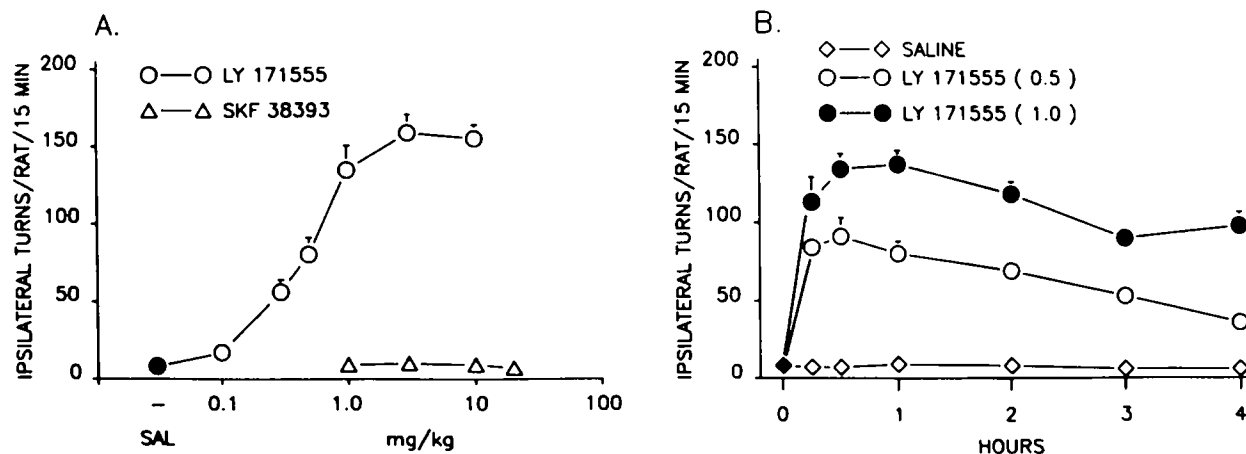 A.
IPSILATERAL TURNS/RAT/15 MIN
200
150
100
50
0
LY 171555
SKF 38393
– 0.1 1.0 10 100
SAL mg/kg
B.
IPSILATERAL TURNS/RAT/15 MIN
200
150
100
50
0
SALINE
LY 171555 ( 0.5 )
LY 171555 ( 1.0 )
0 1 2 3 4
HOURS